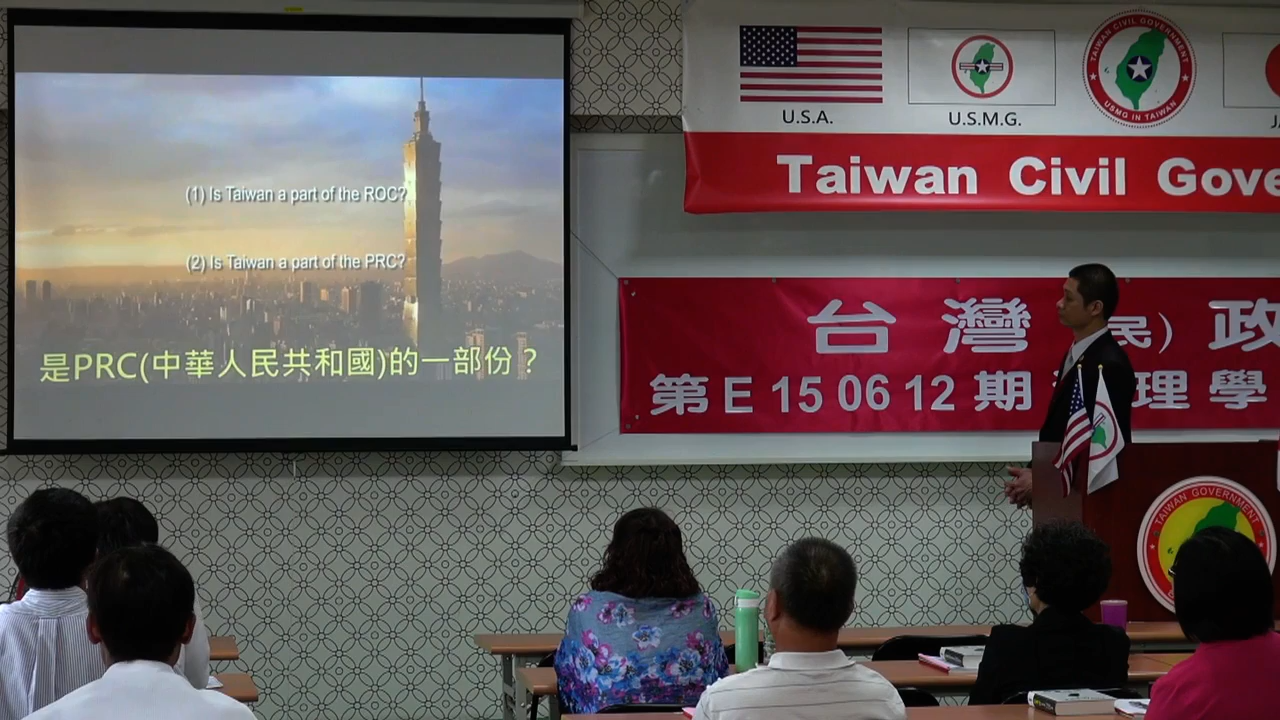 (1) Is Taiwan a part of the ROC?
(2) Is Taiwan a part of the PRC?
是PRC(中華人民共和國)的一部份？
U.S.A.
U.S.M.G.
TAIWAN CIVIL GOVERNMENT
USMG IN TAIWAN
J.
Taiwan Civil Gove
台灣 民) 政
第E 15 06 12 期 理學
TAIWAN GOVERNMENT